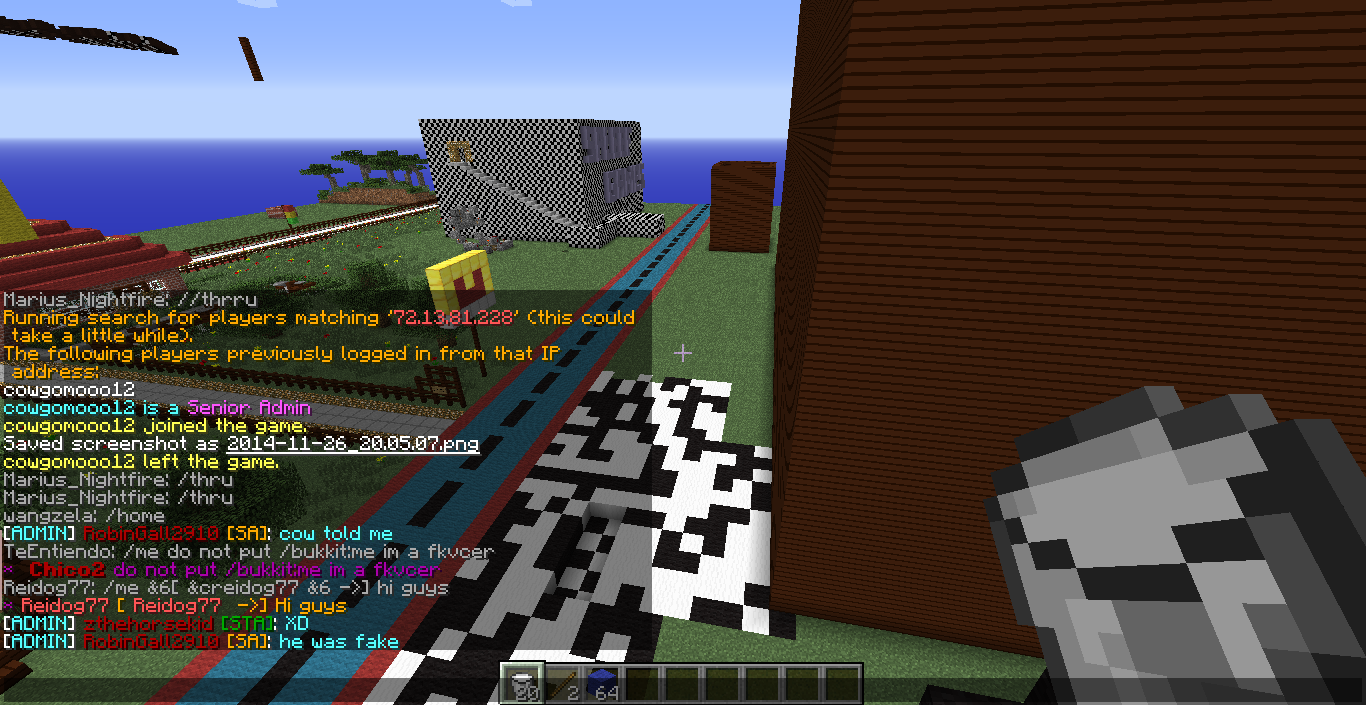 Marius_Nightfire: //thrru
Running search for players matching '72.13.81.228' (this could
take a little while).
The following players previously logged in from that IP
address:
cowgomooo12
cowgomooo12 is a Senior Admin
cowgomooo12 joined the game.
Saved screenshot as 2014-11-26_20.05.07.png
cowgomooo12 left the game.
Marius_Nightfire: /thru
Marius_Nightfire: /thru
wangzela: /home
[ADMIN] RobinGall2910 [SA]: cow told me
TeEntiendo: /me do not put /bukkit:me im a fkvcer
* Chico2 do not put /bukkit:me im a fkvcer
Reidog77: /me &6[ &creidog77 &6 ->] hi guys
* Reidog77 [ Reidog77 ->] Hi guys
[ADMIN] zthehorsekid [STA]: XD
[ADMIN] RobinGall2910 [SA]: he was fake
20 2 64